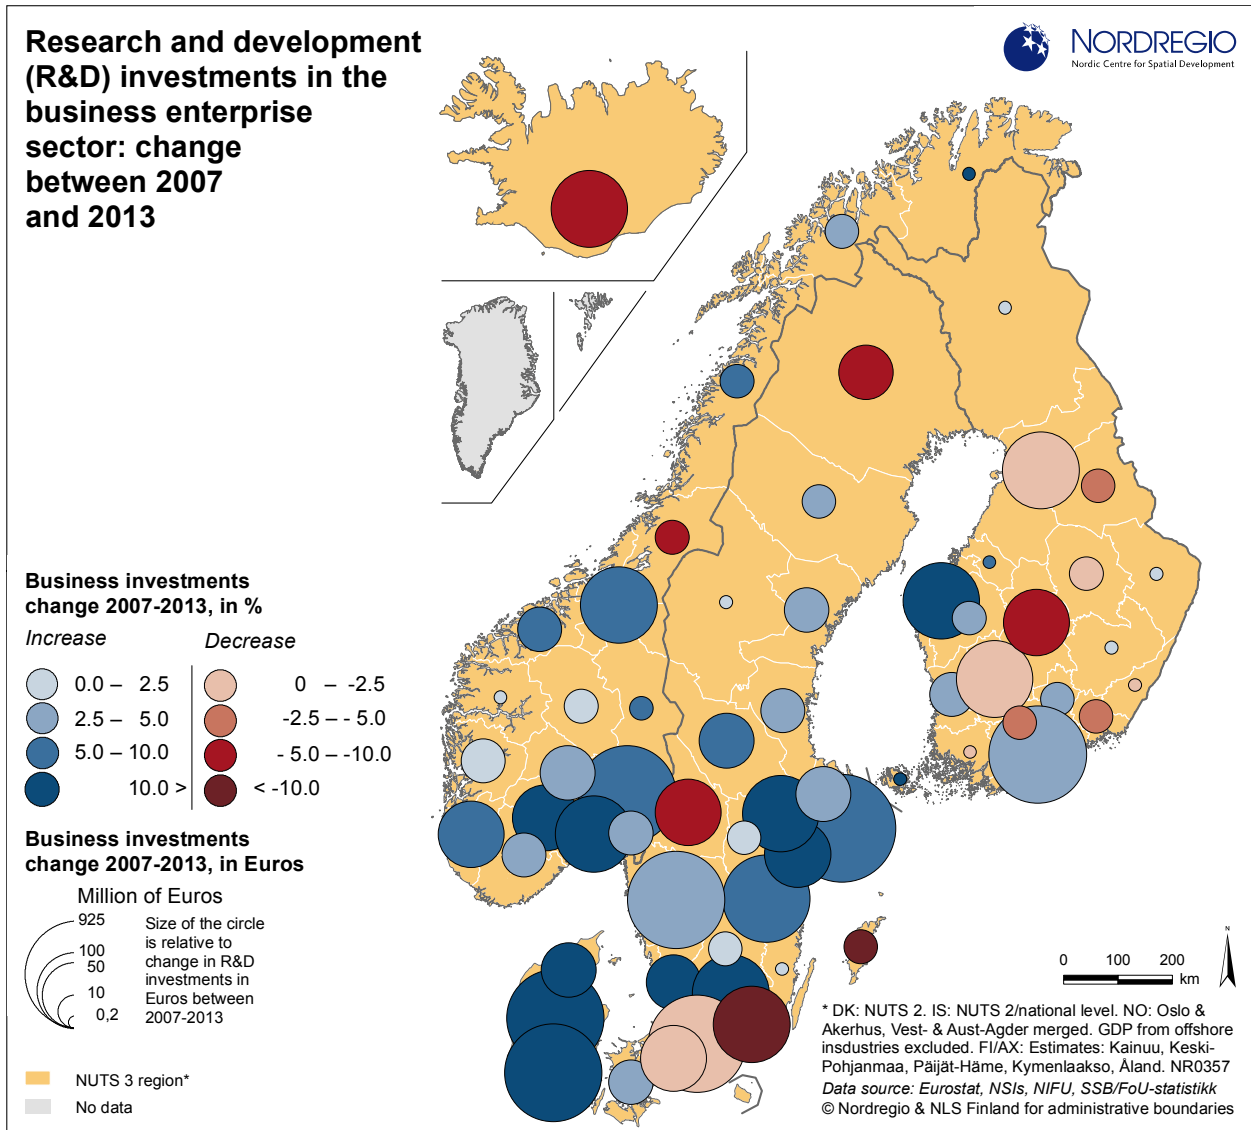 Research and development
(R&D) investments in the
business enterprise
sector: change
between 2007
and 2013
NORDREGIO
Nordic Centre for Spatial Development
Business investments
change 2007-2013, in %
Increase Decrease
0.0 – 2.5 0 – -2.5
2.5 – 5.0 -2.5 – - 5.0
5.0 – 10.0 - 5.0 – -10.0
10.0 > < -10.0
Business investments
change 2007-2013, in Euros
Million of Euros
925
100
50
10
0,2
Size of the circle
is relative to
change in R&D
investments in
Euros between
2007-2013
NUTS 3 region*
No data
N
0 100 200
km
* DK: NUTS 2. IS: NUTS 2/national level. NO: Oslo &
Akerhus, Vest- & Aust-Agder merged. GDP from offshore
insdustries excluded. FI/AX: Estimates: Kainuu, Keski-
Pohjanmaa, Päijät-Häme, Kymenlaakso, Åland. NR0357
Data source: Eurostat, NSIs, NIFU, SSB/FoU-statistikk
© Nordregio & NLS Finland for administrative boundaries